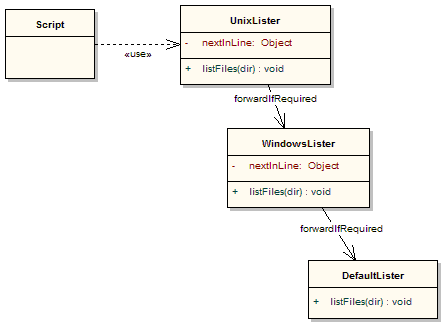 Script
«use»
UnixLister
- nextInLine: Object
+ listFiles(dir) : void
forwardIfRequired
WindowsLister
- nextInLine: Object
+ listFiles(dir) : void
forwardIfRequired
DefaultLister
+ listFiles(dir) : void